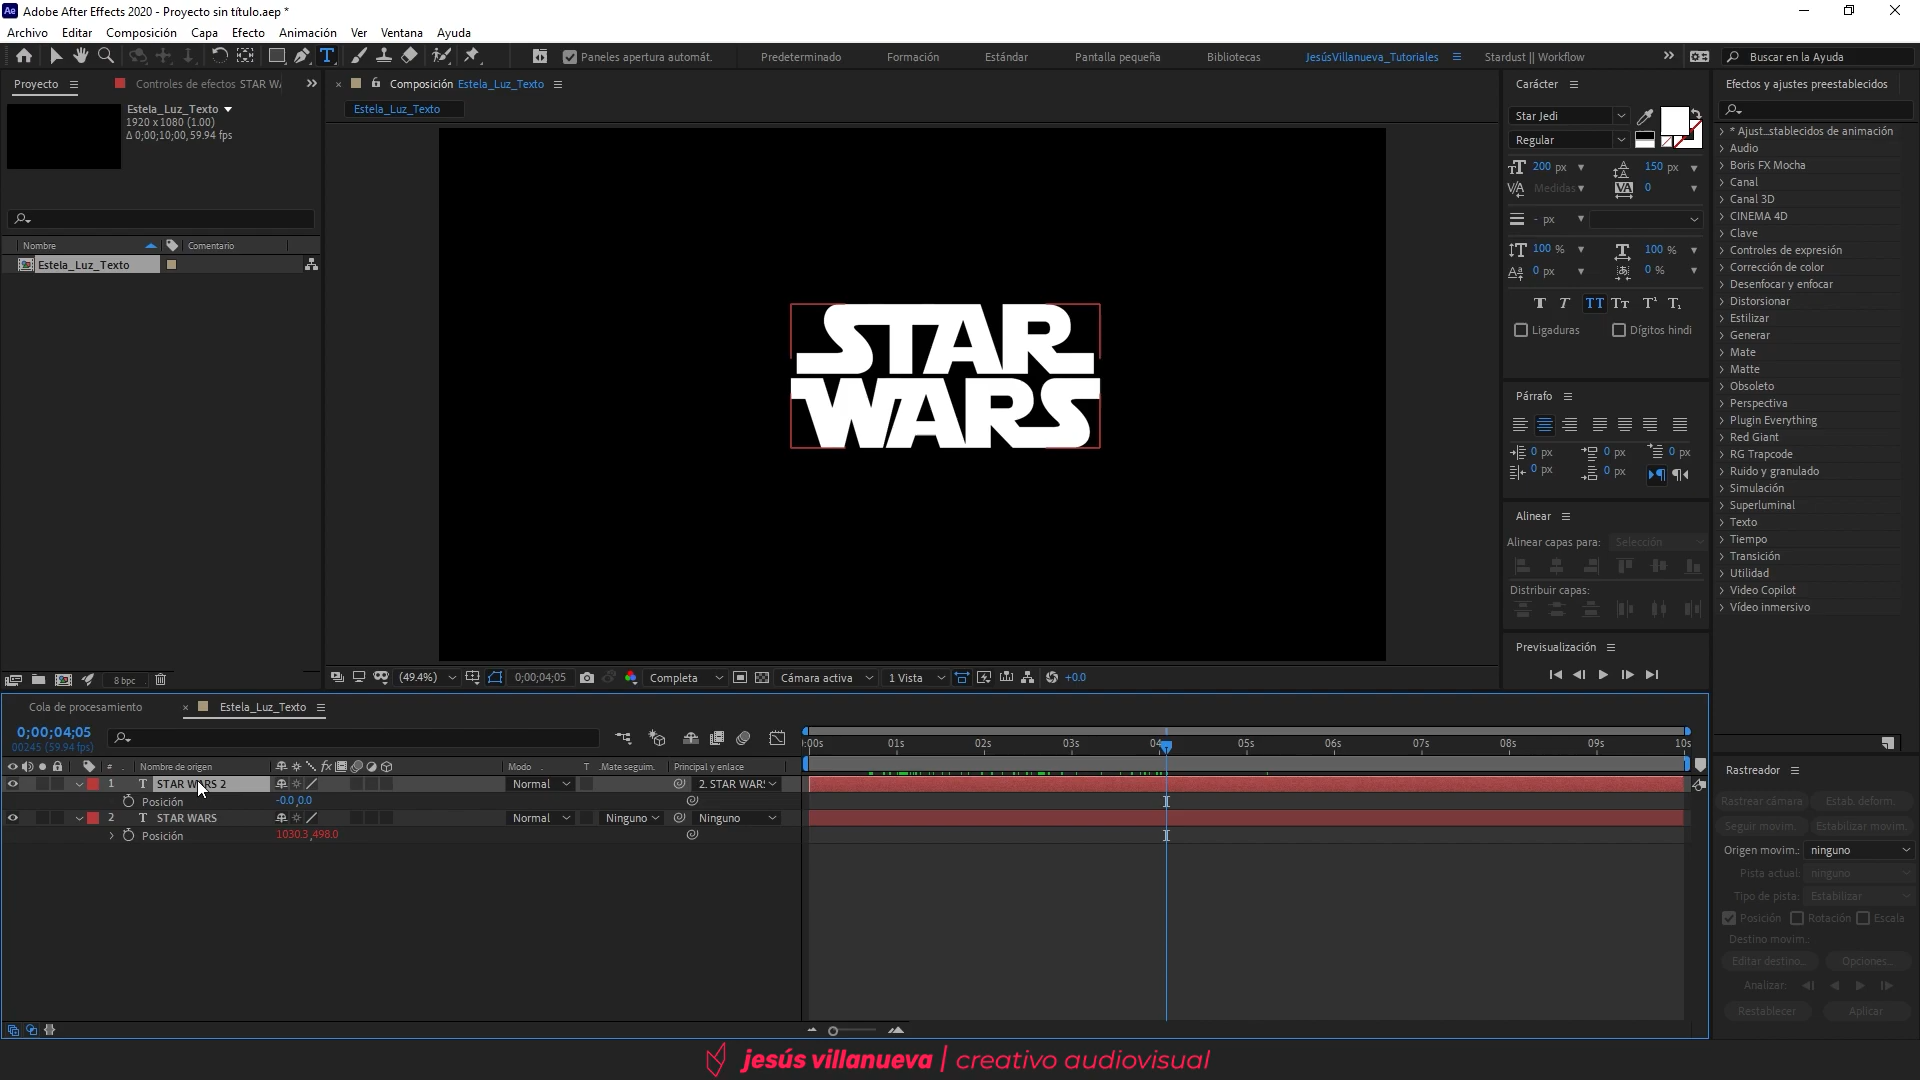 Adobe After Effects 2020 - Proyecto sin título.aep *
Archivo Editar Composición Capa Efecto Animación Ver Ventana Ayuda
Paneles apertura automát. Predeterminado Formación Estándar Pantalla pequeña Bibliotecas JesúsVillanueva_Tutoriales Stardust || Workflow Buscar en la Ayuda
Proyecto Controles de efectos STAR WA
Composición Estela_Luz_Texto
Estela_Luz_Texto
Estela_Luz_Texto
1920 x 1080 (1.00)
Δ 0;00;10;00, 59.94 fps
Nombre Comentario
Estela_Luz_Texto
8 bpc
STAR
WARS
(49.4%) 0;00;04;05 Completa Cámara activa 1 Vista +0.0
Carácter
Star Jedi
Regular
200 px 150 px
Medidas 0
- px
100 % 100 %
0 px 0 %
Ligaduras Dígitos hindi
Párrafo
0 px 0 px 0 px
0 px 0 px
Alinear
Alinear capas para: Selección
Distribuir capas:
Previsualización
Efectos y ajustes preestablecidos
* Ajust...stablecidos de animación
Audio
Boris FX Mocha
Canal
Canal 3D
CINEMA 4D
Clave
Controles de expresión
Corrección de color
Desenfocar y enfocar
Distorsionar
Estilizar
Generar
Mate
Matte
Obsoleto
Perspectiva
Plugin Everything
Red Giant
RG Trapcode
Ruido y granulado
Simulación
Superluminal
Texto
Tiempo
Transición
Utilidad
Video Copilot
Vídeo inmersivo
Cola de procesamiento Estela_Luz_Texto
0;00;04;05
00245 (59.94 fps)
:00s 01s 02s 03s 04 05s 06s 07s 08s 09s 10s
# Nombre de origen Modo T .Mate seguim. Principal y enlace
1 T STAR WARS 2 Normal 2. STAR WARS
Posición -0.0,0.0
2 T STAR WARS Normal Ninguno Ninguno
Posición 1030.3,498.0
Rastreador
Rastrear cámara Estab. deform.
Seguir movim. Estabilizar movim.
Origen movim.: ninguno
Pista actual: ninguno
Tipo de pista: Estabilizar
Posición Rotación Escala
Destino movim.:
Editar destino... Opciones...
Analizar:
Restablecer Aplicar
jesús villanueva | creativo audiovisual